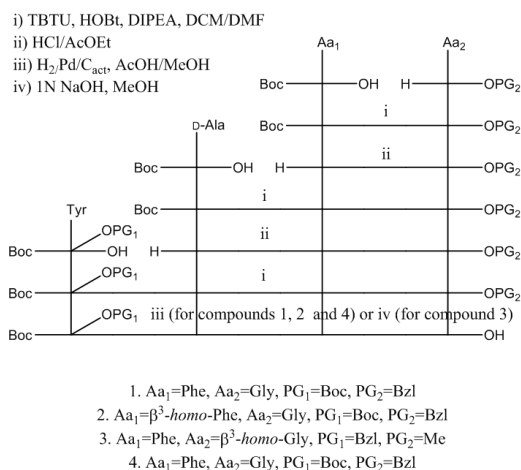 i) TBTU, HOBt, DIPEA, DCM/DMF
ii) HCl/AcOEt
iii) H2/Pd/Cact, AcOH/MeOH
iv) 1N NaOH, MeOH
Aa1 Aa2
Boc OH H OPG2
i
D-Ala Boc OPG2
ii
Boc OH H OPG2
i
Tyr Boc OPG2
OPG1 ii
Boc OH H OPG2
OPG1 i
Boc OPG2
OPG1 iii (for compounds 1, 2 and 4) or iv (for compound 3)
Boc OH
1. Aa1=Phe, Aa2=Gly, PG1=Boc, PG2=Bzl
2. Aa1=β3-homo-Phe, Aa2=Gly, PG1=Boc, PG2=Bzl
3. Aa1=Phe, Aa2=β3-homo-Gly, PG1=Bzl, PG2=Me
4. Aa1=Phe, Aa2=Gly, PG1=Boc, PG2=Bzl